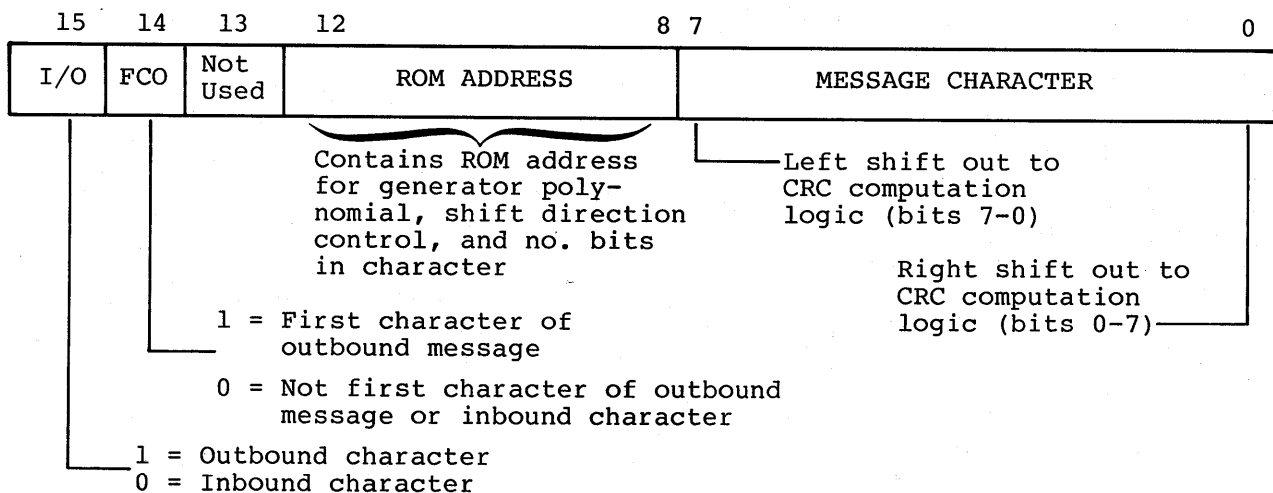 15 14 13 12 8 7 0
I/O FCO Not Used ROM ADDRESS MESSAGE CHARACTER
Contains ROM address
for generator poly-
nomial, shift direction
control, and no. bits
in character
Left shift out to
CRC computation
logic (bits 7-0)
Right shift out to
CRC computation
logic (bits 0-7)
1 = First character of
outbound message
0 = Not first character of outbound
message or inbound character
1 = Outbound character
0 = Inbound character